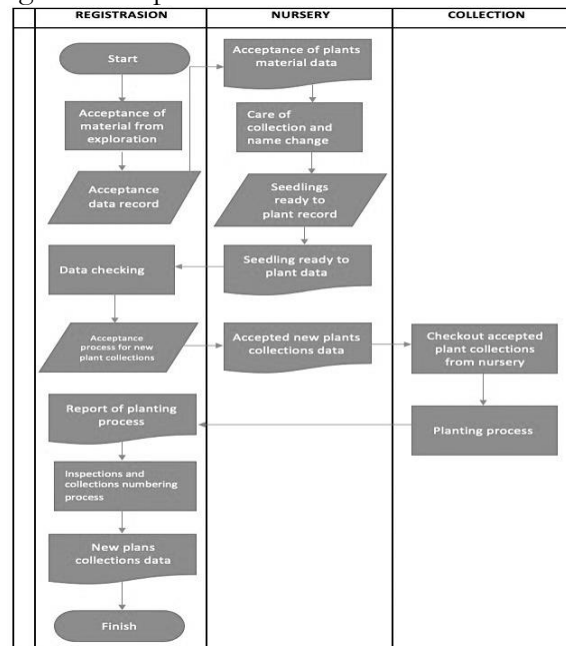 REGISTRASION
NURSERY
COLLECTION
Start
Acceptance of
material from
exploration
Acceptance
data record
Acceptance of plants
material data
Care of
collection and
name change
Seedlings
ready to
plant record
Seedling ready to
plant data
Data checking
Acceptance
process for new
plant collections
Accepted new plants
collections data
Checkout accepted
plant collections
from nursery
Planting process
Report of planting
process
Inspections and
collections numbering
process
New plans
collections data
Finish